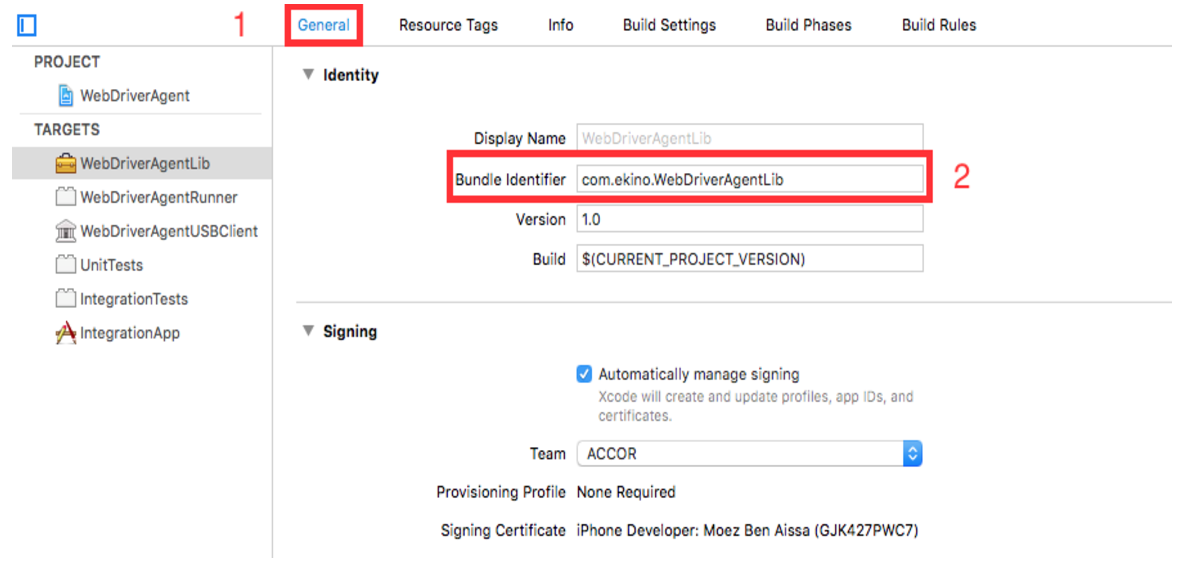 1
General Resource Tags Info Build Settings Build Phases Build Rules
PROJECT
WebDriverAgent
TARGETS
WebDriverAgentLib
WebDriverAgentRunner
WebDriverAgentUSBClient
UnitTests
IntegrationTests
IntegrationApp
Identity
Display Name WebDriverAgentLib
Bundle Identifier com.ekino.WebDriverAgentLib
2
Version 1.0
Build $(CURRENT_PROJECT_VERSION)
Signing
Automatically manage signing
Xcode will create and update profiles, app IDs, and
certificates.
Team ACCOR
Provisioning Profile None Required
Signing Certificate iPhone Developer: Moez Ben Aissa (GJK427PWC7)